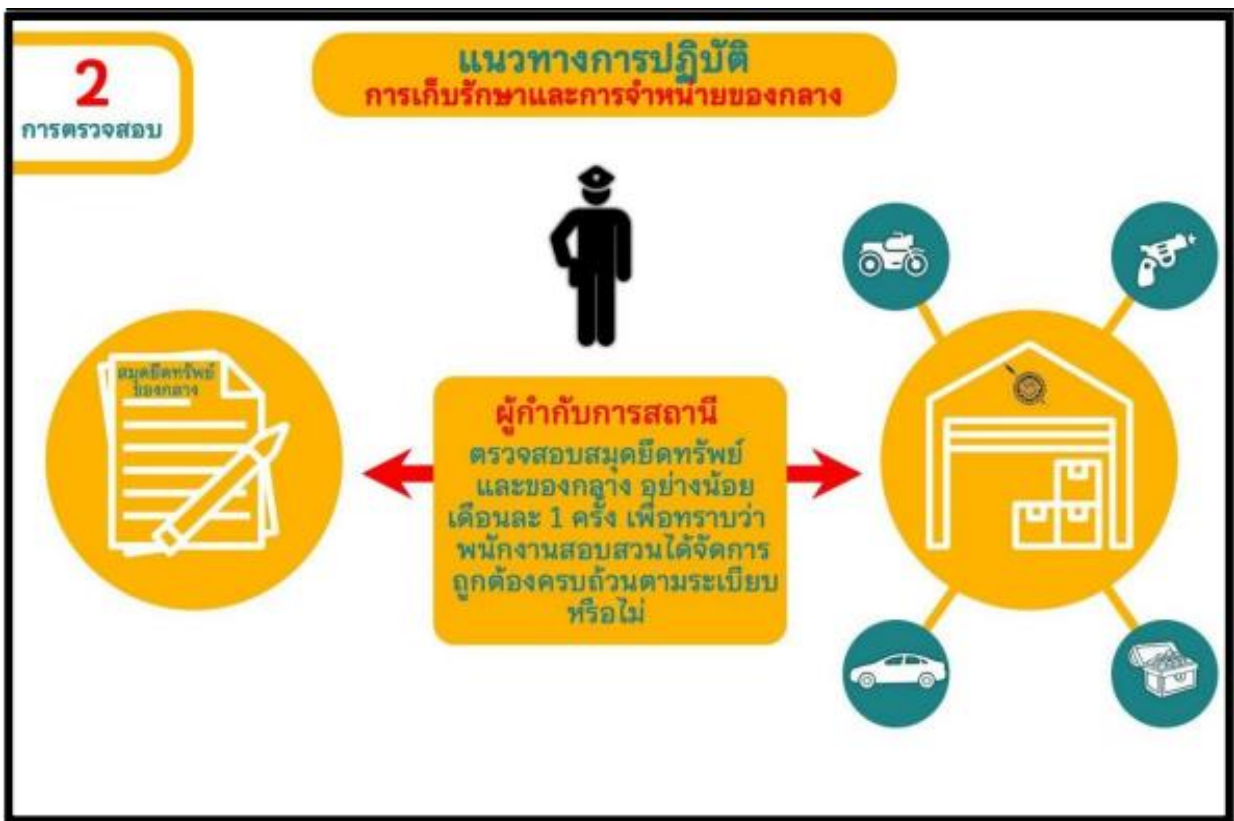 2
การตรวจสอบ
แนวทางการปฏิบัติ
การเก็บรักษาและการจำหน่ายของกลาง
สมุดยึดทรัพย์
ของกลาง
ผู้กำกับการสถานี
ตรวจสอบสมุดยึดทรัพย์
และของกลาง อย่างน้อย
เดือนละ 1 ครั้ง เพื่อทราบว่า
พนักงานสอบสวนได้จัดการ
ถูกต้องครบถ้วนตามระเบียบ
หรือไม่